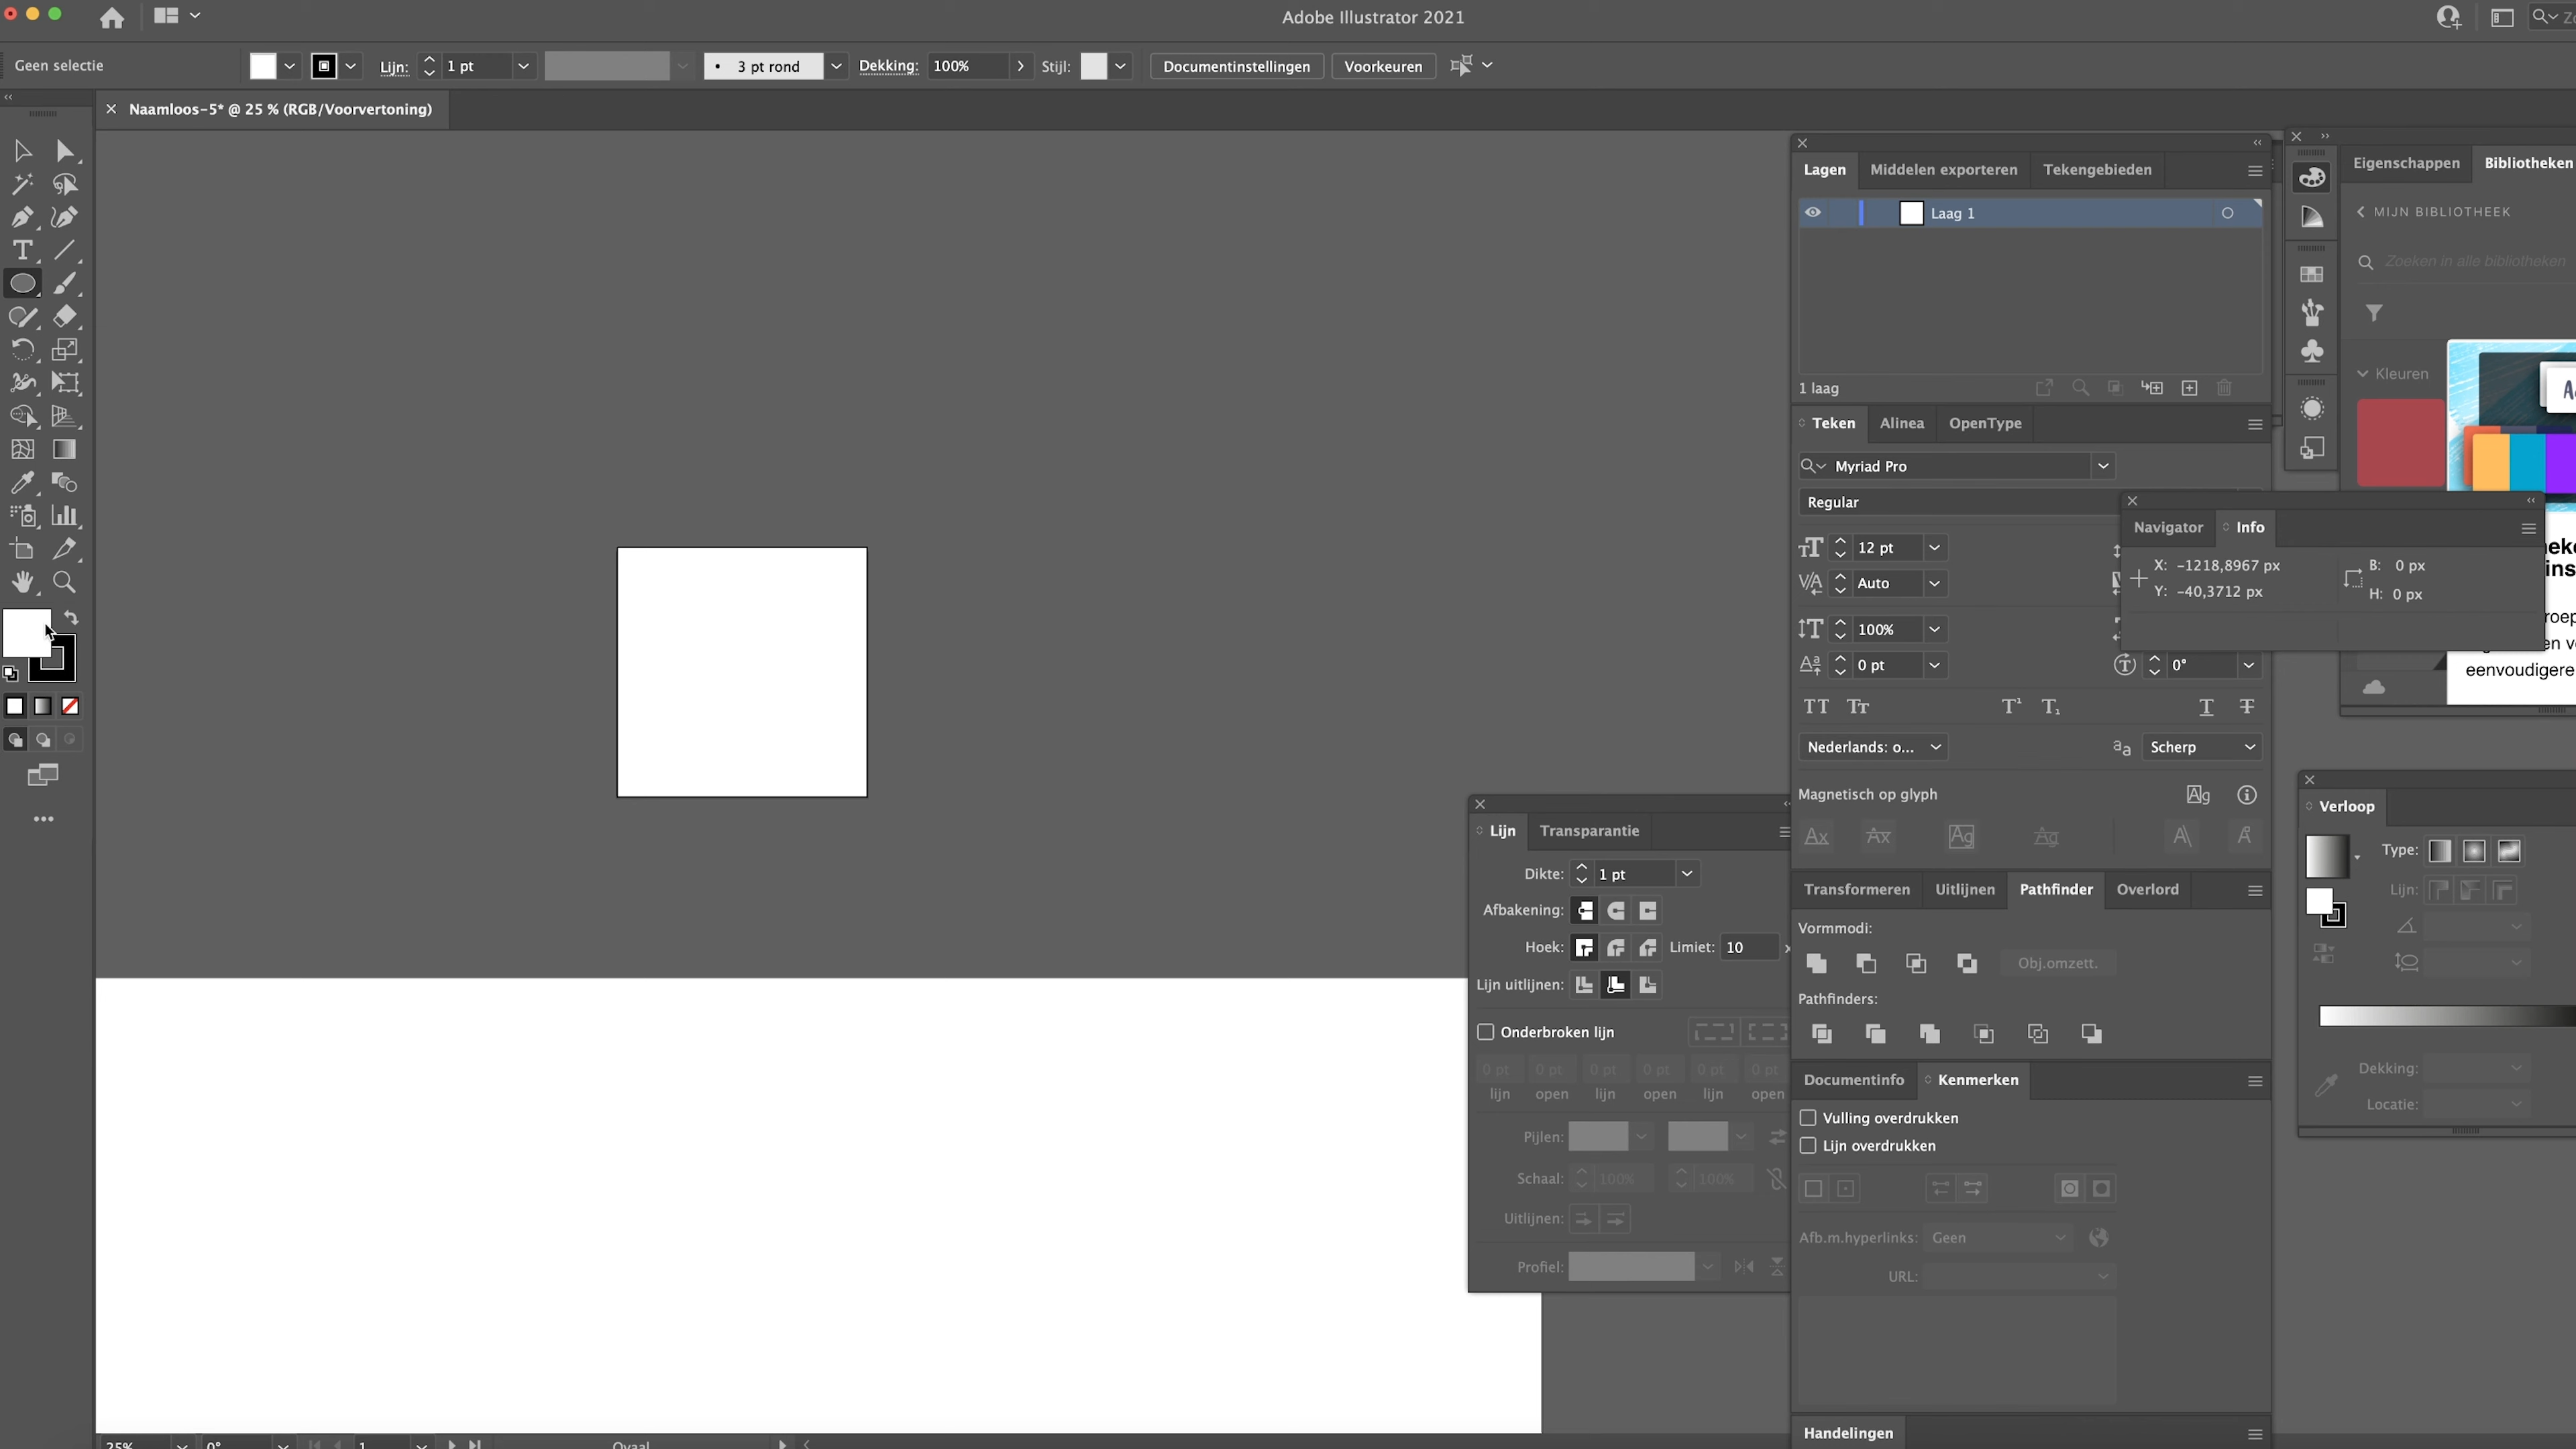 Adobe Illustrator 2021
Geen selectie
Lijn:
1 pt
3 pt rond
Dekking:
100%
Stijl:
Documentinstellingen
Voorkeuren
Naamloos-5* @ 25 % (RGB/Voorvertoning)
Lagen
Middelen exporteren
Tekengebieden
Laag 1
1 laag
Teken
Alinea
OpenType
Myriad Pro
Regular
12 pt
Auto
100%
0 pt
0°
Nederlands: o...
Scherp
Magnetisch op glyph
Eigenschappen
Bibliotheken
MIJN BIBLIOTHEEK
Zoeken in alle bibliotheken
Kleuren
Navigator
Info
X: -1218,8967 px
Y: -40,3712 px
B: 0 px
H: 0 px
eenvoudigere
Lijn
Transparantie
Dikte:
1 pt
Afbakening:
Hoek:
Limiet:
10
Lijn uitlijnen:
Onderbroken lijn
0 pt 0 pt 0 pt 0 pt 0 pt 0 pt
lijn open lijn open lijn open
Pijlen:
Schaal:
100%
100%
Uitlijnen:
Profiel:
Transformeren
Uitlijnen
Pathfinder
Overlord
Vormmodi:
Obj.omzett.
Pathfinders:
Documentinfo
Kenmerken
Vulling overdrukken
Lijn overdrukken
Afb.m.hyperlinks:
Geen
URL:
Handelingen
Verloop
Type:
Lijn:
Dekking:
Locatie:
25%
0°
1
Ovaal